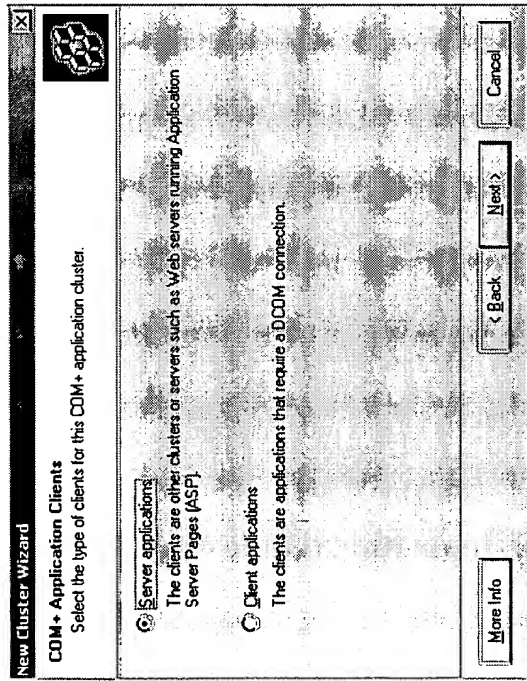 New Cluster Wizard
COM+ Application Clients
Select the type of clients for this COM+ application cluster.
Server applications
The clients are other clusters or servers such as Web servers running Application
Server Pages (ASP).
Client applications
The clients are applications that require a DCOM connection.
More Info
< Back
Next >
Cancel